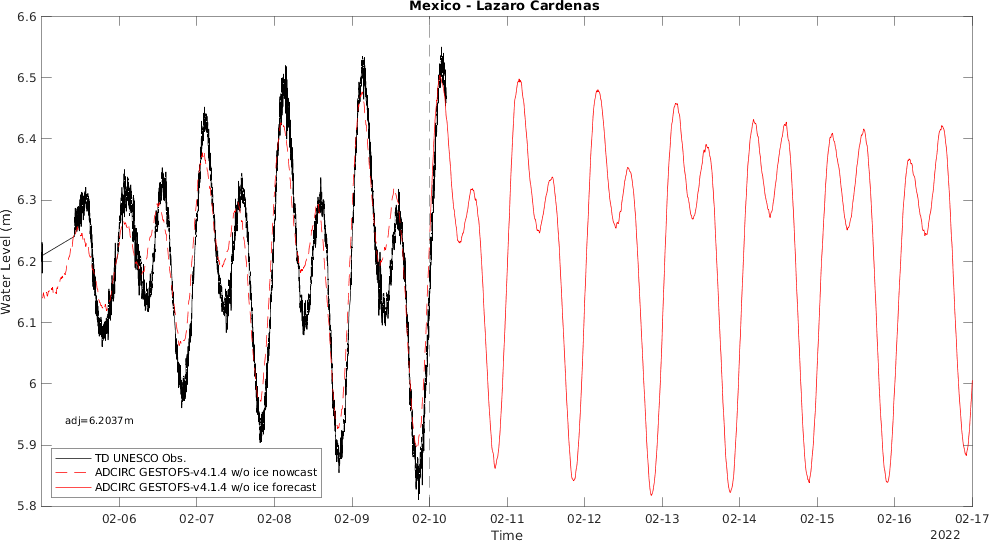 Mexico - Lazaro Cardenas
6.6
6.5
6.4
6.3
6.2
6.1
6
5.9
5.8
Water Level (m)
adj=6.2037m
TD UNESCO Obs.
ADCIRC GESTOFS-v4.1.4 w/o ice nowcast
ADCIRC GESTOFS-v4.1.4 w/o ice forecast
02-06 02-07 02-08 02-09 02-10 02-11 02-12 02-13 02-14 02-15 02-16 02-17
Time
2022